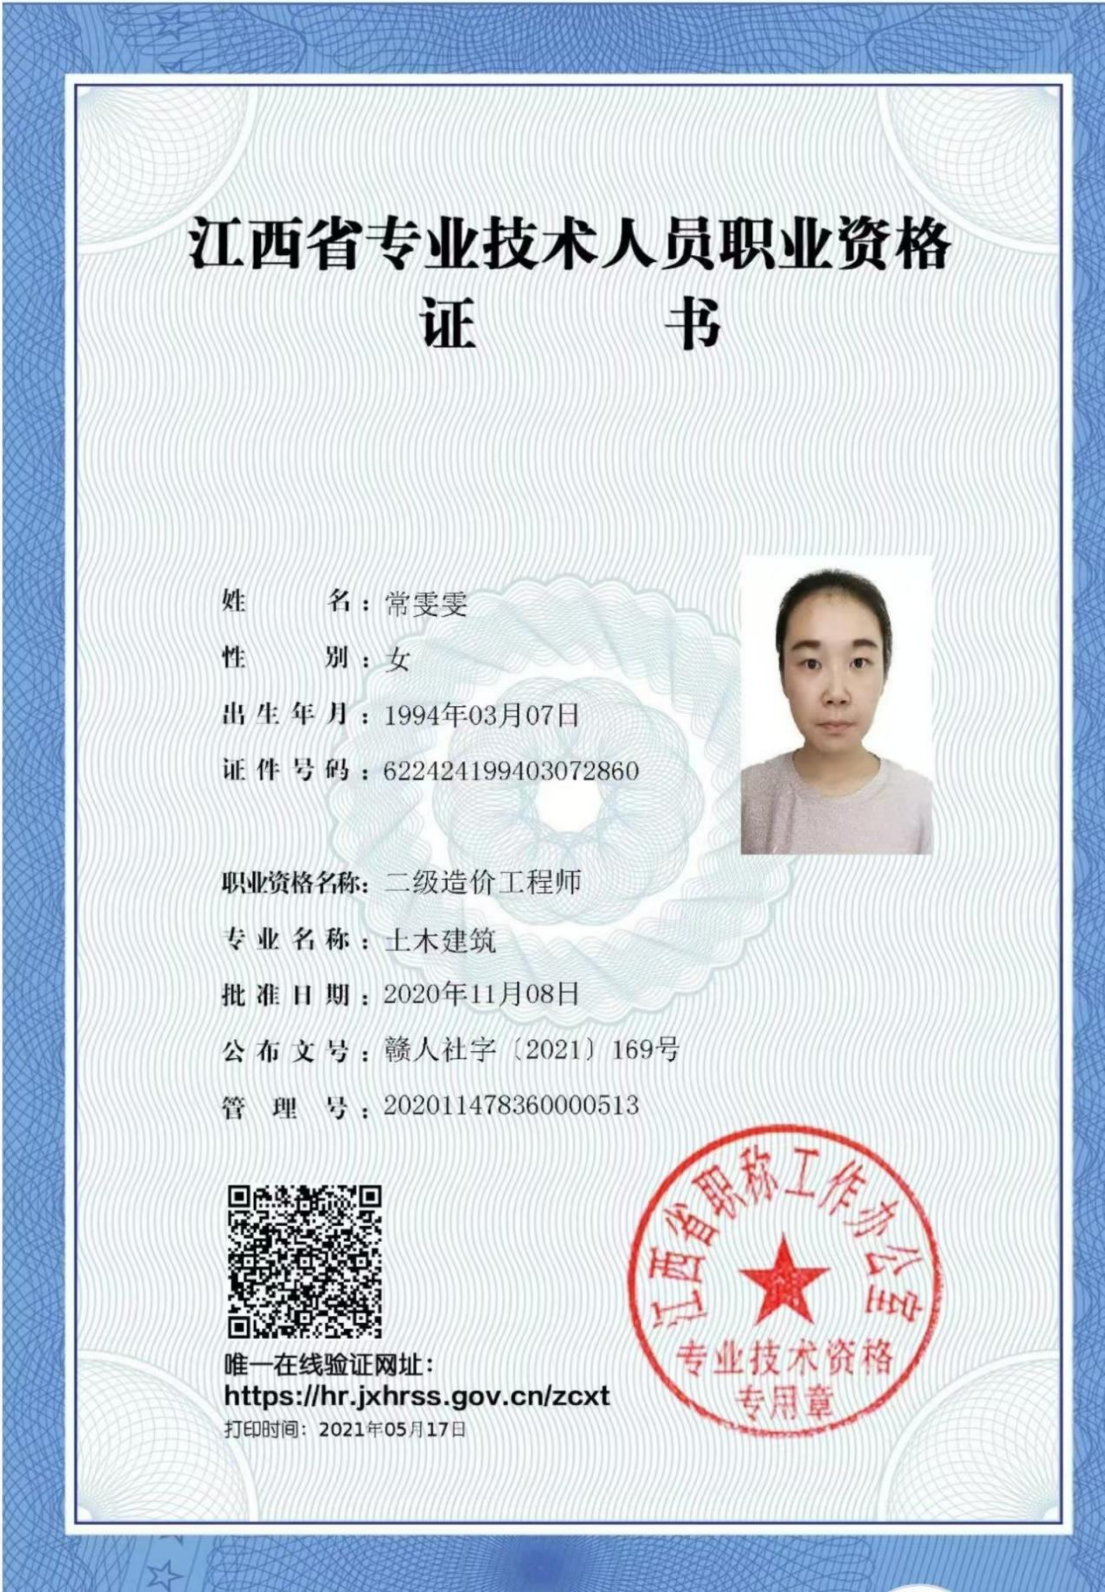 江西省专业技术人员职业资格
证书
姓名：常雯雯
性别：女
出生年月：1994年03月07日
证件号码：622424199403072860
职业资格名称：二级造价工程师
专业名称：土木建筑
批准日期：2020年11月08日
公布文号：赣人社字〔2021〕169号
管理号：202011478360000513
江西省职称工作办公室
专业技术资格
专用章
唯一在线验证网址：
https://hr.jxhrss.gov.cn/zcxt
打印时间：2021年05月17日